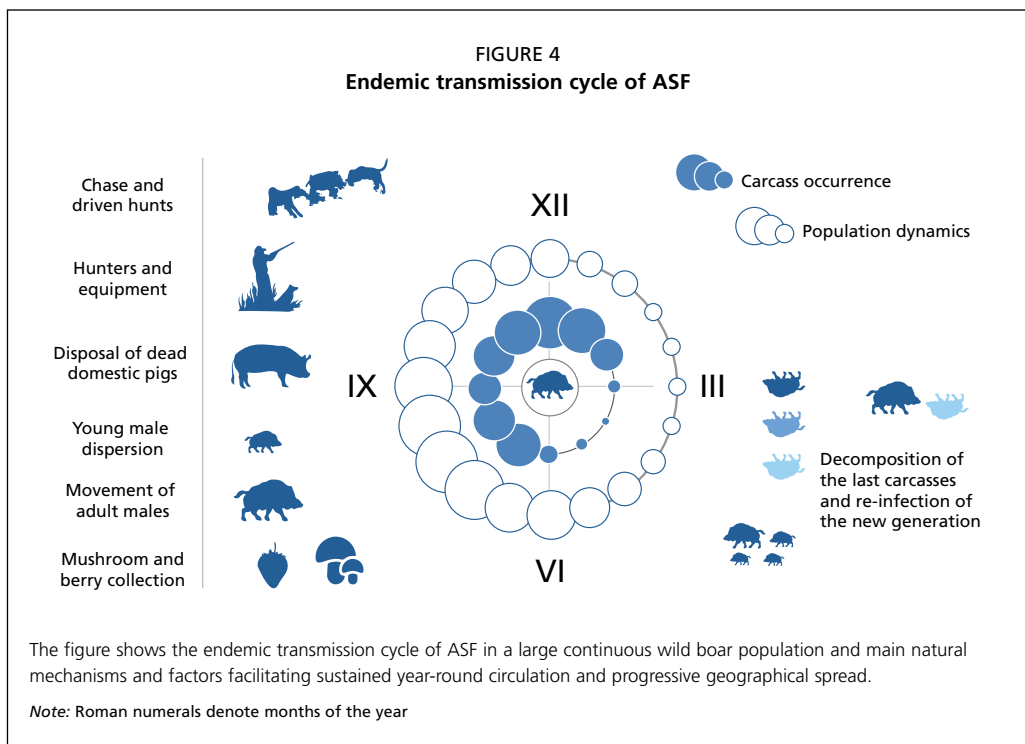 FIGURE 4
Endemic transmission cycle of ASF
Chase and
driven hunts
Hunters and
equipment
Disposal of dead
domestic pigs
Young male
dispersion
Movement of
adult males
Mushroom and
berry collection
XII
IX
III
VI
Carcass occurrence
Population dynamics
Decomposition of
the last carcasses
and re-infection of
the new generation
The figure shows the endemic transmission cycle of ASF in a large continuous wild boar population and main natural
mechanisms and factors facilitating sustained year-round circulation and progressive geographical spread.
Note: Roman numerals denote months of the year